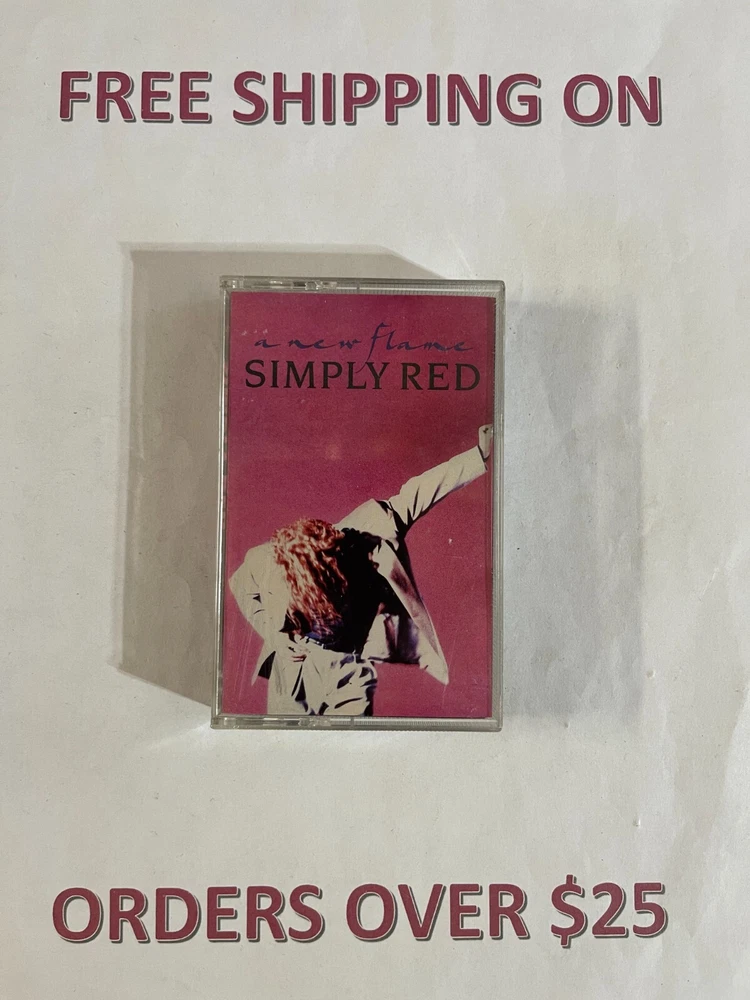 FREE SHIPPING ON
a new flame
SIMPLY RED
ORDERS OVER $25